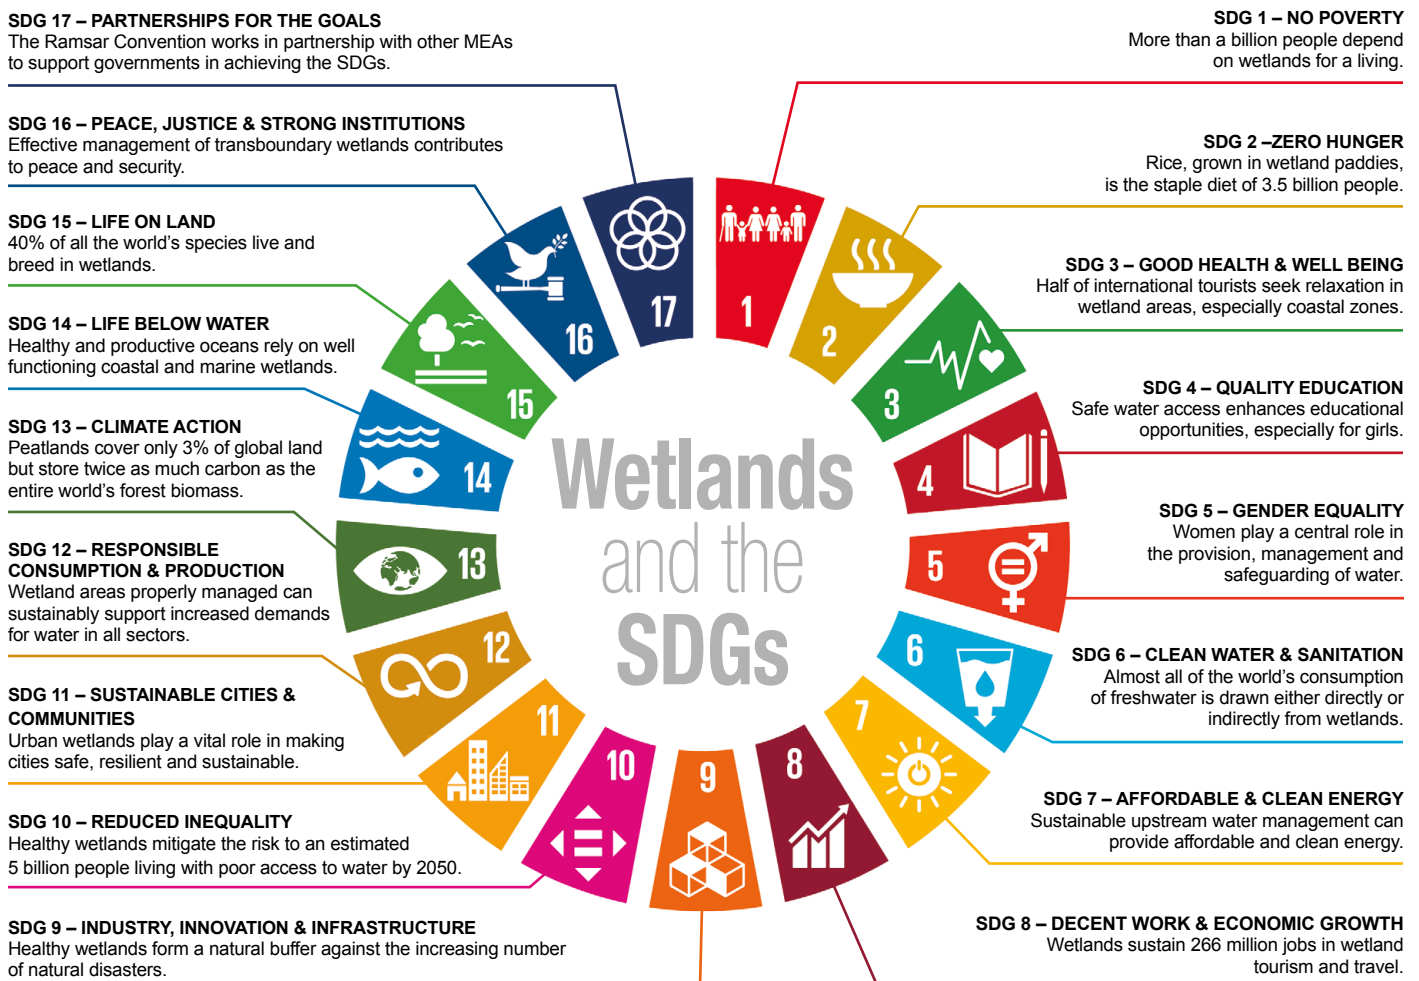 SDG 17 – PARTNERSHIPS FOR THE GOALS
The Ramsar Convention works in partnership with other MEAs
to support governments in achieving the SDGs.
SDG 16 – PEACE, JUSTICE & STRONG INSTITUTIONS
Effective management of transboundary wetlands contributes
to peace and security.
SDG 15 – LIFE ON LAND
40% of all the world's species live and
breed in wetlands.
SDG 14 – LIFE BELOW WATER
Healthy and productive oceans rely on well
functioning coastal and marine wetlands.
SDG 13 – CLIMATE ACTION
Peatlands cover only 3% of global land
but store twice as much carbon as the
entire world's forest biomass.
SDG 12 – RESPONSIBLE
CONSUMPTION & PRODUCTION
Wetland areas properly managed can
sustainably support increased demands
for water in all sectors.
SDG 11 – SUSTAINABLE CITIES &
COMMUNITIES
Urban wetlands play a vital role in making
cities safe, resilient and sustainable.
SDG 10 – REDUCED INEQUALITY
Healthy wetlands mitigate the risk to an estimated
5 billion people living with poor access to water by 2050.
SDG 9 – INDUSTRY, INNOVATION & INFRASTRUCTURE
Healthy wetlands form a natural buffer against the increasing number
of natural disasters.
17
16
15
14
13
12
11
10
9
8
7
6
5
4
3
2
1
Wetlands
and the
SDGs
SDG 1 – NO POVERTY
More than a billion people depend
on wetlands for a living.
SDG 2 –ZERO HUNGER
Rice, grown in wetland paddies,
is the staple diet of 3.5 billion people.
SDG 3 – GOOD HEALTH & WELL BEING
Half of international tourists seek relaxation in
wetland areas, especially coastal zones.
SDG 4 – QUALITY EDUCATION
Safe water access enhances educational
opportunities, especially for girls.
SDG 5 – GENDER EQUALITY
Women play a central role in
the provision, management and
safeguarding of water.
SDG 6 – CLEAN WATER & SANITATION
Almost all of the world's consumption
of freshwater is drawn either directly or
indirectly from wetlands.
SDG 7 – AFFORDABLE & CLEAN ENERGY
Sustainable upstream water management can
provide affordable and clean energy.
SDG 8 – DECENT WORK & ECONOMIC GROWTH
Wetlands sustain 266 million jobs in wetland
tourism and travel.